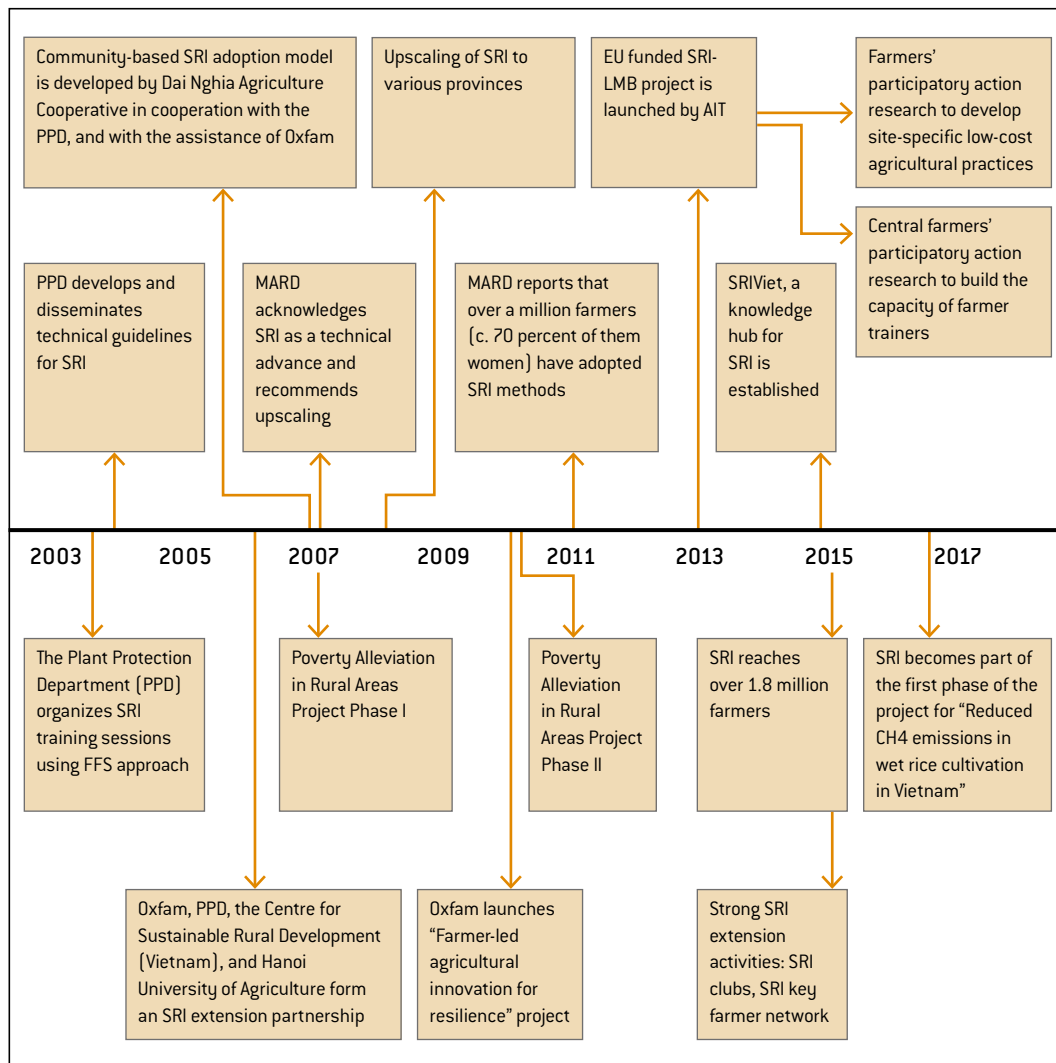 Community-based SRI adoption model
is developed by Dai Nghia Agriculture
Cooperative in cooperation with the
PPD, and with the assistance of Oxfam
Upscaling of SRI to
various provinces
EU funded SRI-
LMB project is
launched by AIT
Farmers’
participatory action
research to develop
site-specific low-cost
agricultural practices
Central farmers’
participatory action
research to build the
capacity of farmer
trainers
PPD develops and
disseminates
technical guidelines
for SRI
MARD
acknowledges
SRI as a technical
advance and
recommends
upscaling
MARD reports that
over a million farmers
(c. 70 percent of them
women) have adopted
SRI methods
SRIViet, a
knowledge
hub for
SRI is
established
2003 2005 2007 2009 2011 2013 2015 2017
The Plant Protection
Department (PPD)
organizes SRI
training sessions
using FFS approach
Poverty Alleviation
in Rural Areas
Project Phase I
Poverty
Alleviation
in Rural
Areas Project
Phase II
SRI reaches
over 1.8 million
farmers
SRI becomes part of
the first phase of the
project for “Reduced
CH4 emissions in
wet rice cultivation
in Vietnam”
Oxfam, PPD, the Centre for
Sustainable Rural Development
(Vietnam), and Hanoi
University of Agriculture form
an SRI extension partnership
Oxfam launches
“Farmer-led
agricultural
innovation for
resilience” project
Strong SRI
extension
activities: SRI
clubs, SRI key
farmer network